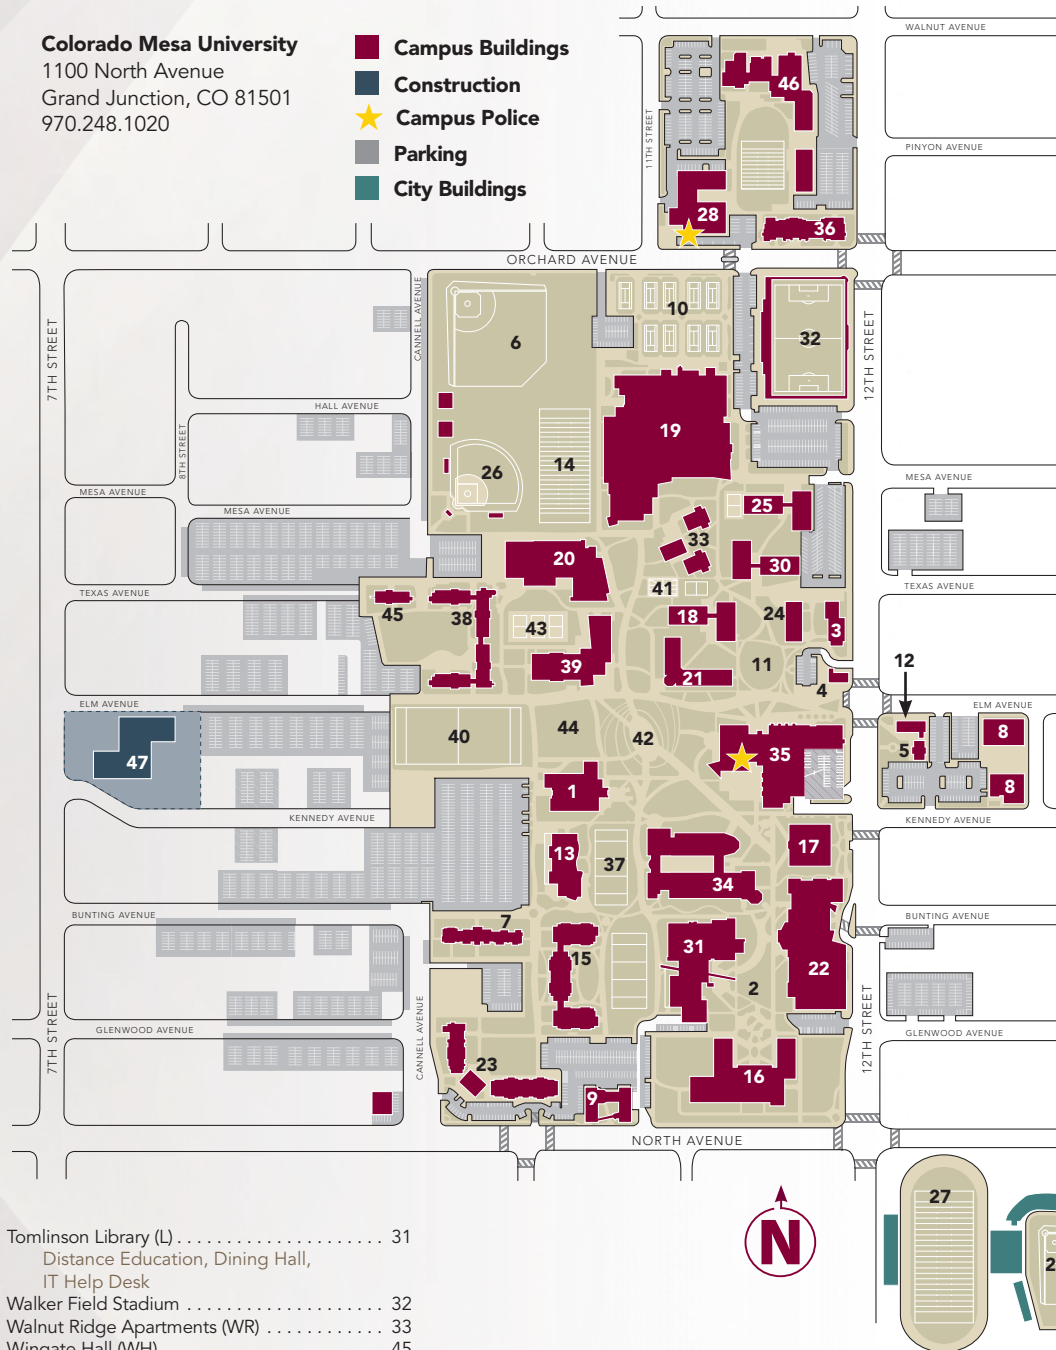 Colorado Mesa University
1100 North Avenue
Grand Junction, CO 81501
970.248.1020
Campus Buildings
Construction
Campus Police
Parking
City Buildings
WALNUT AVENUE
46
11TH STREET
PINYON AVENUE
28
36
ORCHARD AVENUE
CANNELL AVENUE
10
6
32
7TH STREET
12TH STREET
HALL AVENUE
19
8TH STREET
26
14
MESA AVENUE
MESA AVENUE
MESA AVENUE
25
33
20
30
TEXAS AVENUE
TEXAS AVENUE
41
45
38
43
18
24
3
39
11
12
21
4
ELM AVENUE
ELM AVENUE
44
40
42
47
35
5
8
8
1
KENNEDY AVENUE
KENNEDY AVENUE
13
37
17
34
BUNTING AVENUE
7
BUNTING AVENUE
31
15
22
2
7TH STREET
CANNELL AVENUE
12TH STREET
GLENWOOD AVENUE
GLENWOOD AVENUE
23
16
9
NORTH AVENUE
27
N
2
Tomlinson Library (L) . . . . . . . . . . . . . . . . . . . . . . 31
Distance Education, Dining Hall,
IT Help Desk
Walker Field Stadium . . . . . . . . . . . . . . . . . . . . . 32
Walnut Ridge Apartments (WR) . . . . . . . . . . . . 33
Wingate Hall (WH) 45